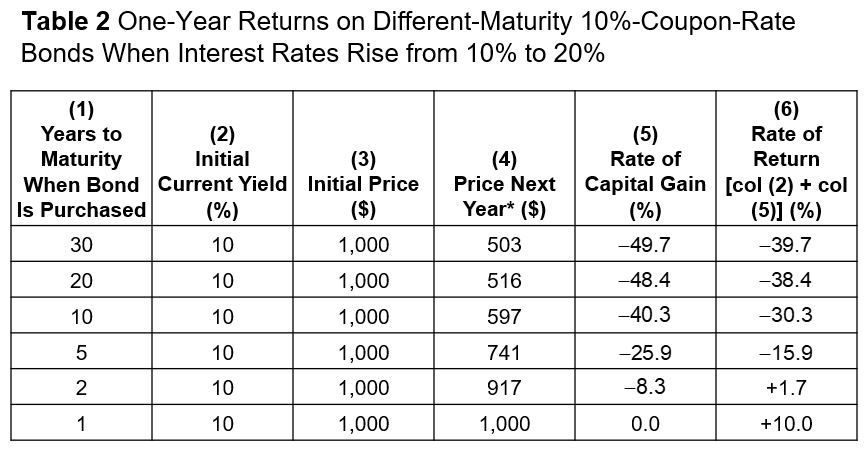 Table 2 One-Year Returns on Different-Maturity 10%-Coupon-Rate
Bonds When Interest Rates Rise from 10% to 20%
(1)
Years to
Maturity
When Bond
Is Purchased
(2)
Initial
Current Yield
(%)
(3)
Initial Price
($)
(4)
Price Next
Year* ($)
(5)
Rate of
Capital Gain
(%)
(6)
Rate of
Return
[col (2) + col
(5)] (%)
30 10 1,000 503 −49.7 −39.7
20 10 1,000 516 −48.4 −38.4
10 10 1,000 597 −40.3 −30.3
5 10 1,000 741 −25.9 −15.9
2 10 1,000 917 −8.3 +1.7
1 10 1,000 1,000 0.0 +10.0